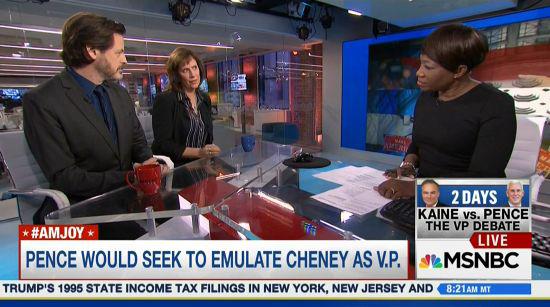 2 DAYS
KAINE vs. PENCE
THE VP DEBATE
LIVE
MSNBC
#AMJOY
PENCE WOULD SEEK TO EMULATE CHENEY AS V.P.
TRUMP'S 1995 STATE INCOME TAX FILINGS IN NEW YORK, NEW JERSEY AND
8:21 AM MT